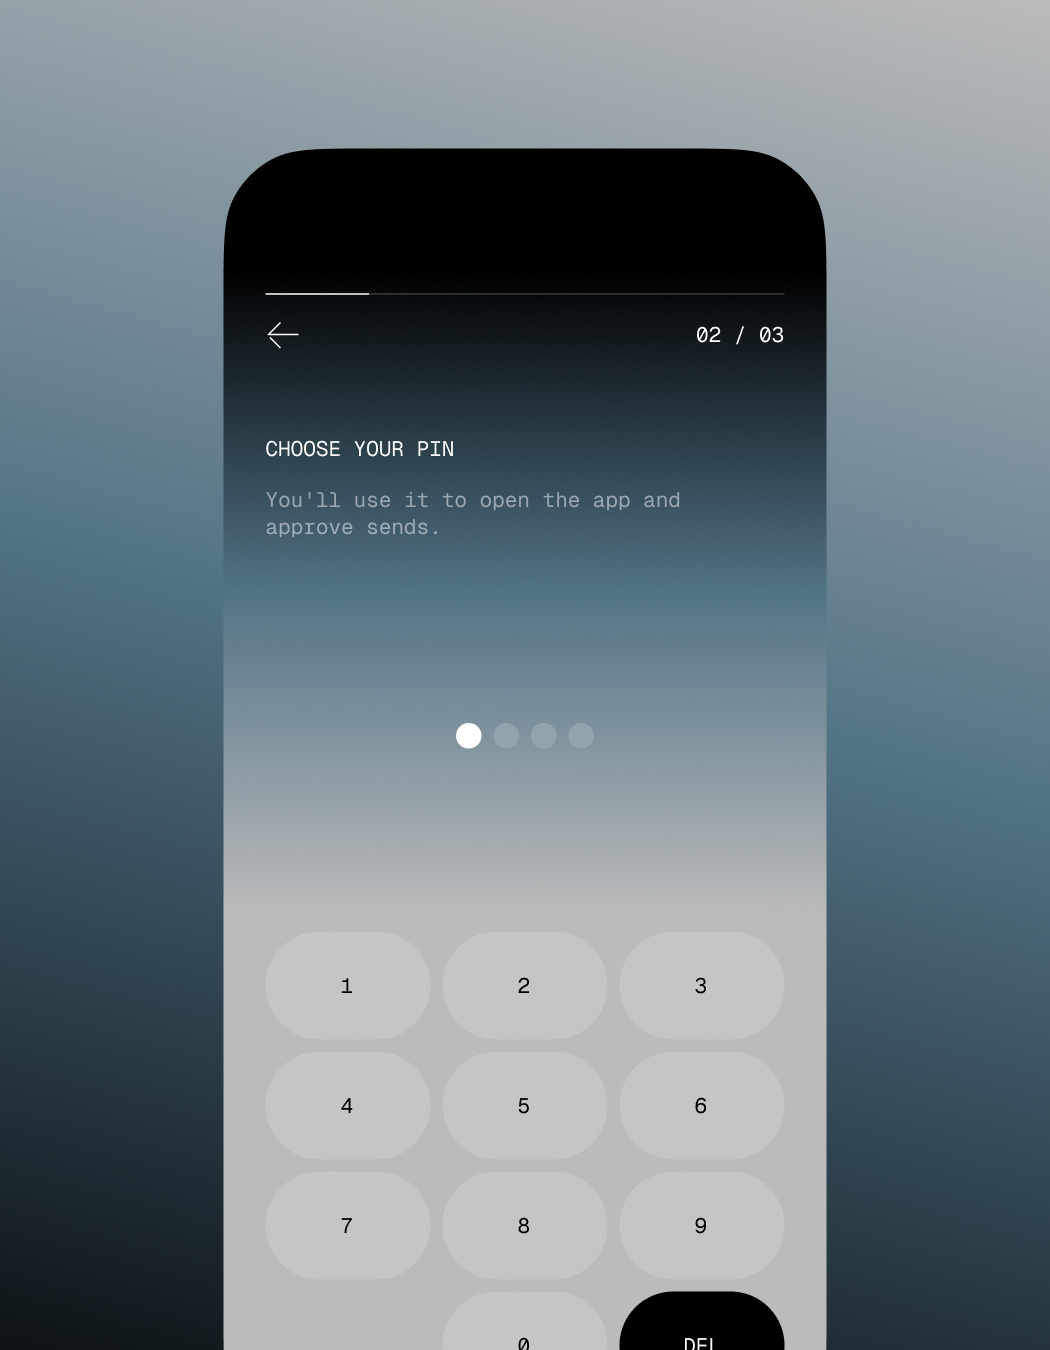 02 / 03
CHOOSE YOUR PIN
You'll use it to open the app and
approve sends.
1 2 3
4 5 6
7 8 9
0 DEL